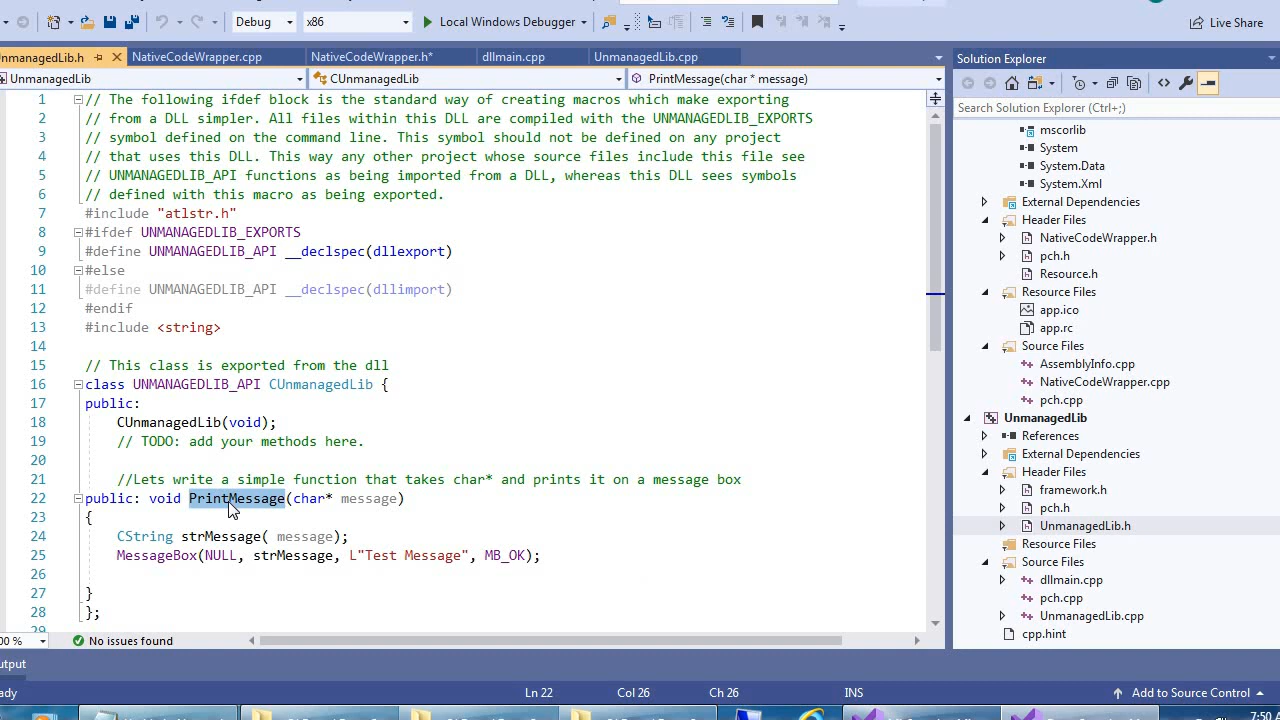 Debug
x86
Local Windows Debugger
Live Share
NativeCodeWrapper.cpp
NativeCodeWrapper.h*
dllmain.cpp
UnmanagedLib.cpp
UnmanagedLib
CUnmanagedLib
PrintMessage(char * message)
1 // The following ifdef block is the standard way of creating macros which make exporting
2 // from a DLL simpler. All files within this DLL are compiled with the UNMANAGEDLIB_EXPORTS
3 // symbol defined on the command line. This symbol should not be defined on any project
4 // that uses this DLL. This way any other project whose source files include this file see
5 // UNMANAGEDLIB_API functions as being imported from a DLL, whereas this DLL sees symbols
6 // defined with this macro as being exported.
7 #include "atlstr.h"
8 #ifdef UNMANAGEDLIB_EXPORTS
9 #define UNMANAGEDLIB_API __declspec(dllexport)
10 #else
11 #define UNMANAGEDLIB_API __declspec(dllimport)
12 #endif
13 #include <string>
14
15 // This class is exported from the dll
16 class UNMANAGEDLIB_API CUnmanagedLib {
17 public:
18 CUnmanagedLib(void);
19 // TODO: add your methods here.
20
21 //Lets write a simple function that takes char* and prints it on a message box
22 public: void PrintMessage(char* message)
23 {
24 CString strMessage( message);
25 MessageBox(NULL, strMessage, L"Test Message", MB_OK);
26
27 }
28 };
29
No issues found
Ln 22 Col 26 Ch 26 INS
Add to Source Control
Solution Explorer
Search Solution Explorer (Ctrl+;)
mscorlib
System
System.Data
System.Xml
External Dependencies
Header Files
NativeCodeWrapper.h
pch.h
Resource.h
Resource Files
app.ico
app.rc
Source Files
AssemblyInfo.cpp
NativeCodeWrapper.cpp
pch.cpp
UnmanagedLib
References
External Dependencies
Header Files
framework.h
pch.h
UnmanagedLib.h
Resource Files
Source Files
dllmain.cpp
pch.cpp
UnmanagedLib.cpp
cpp.hint